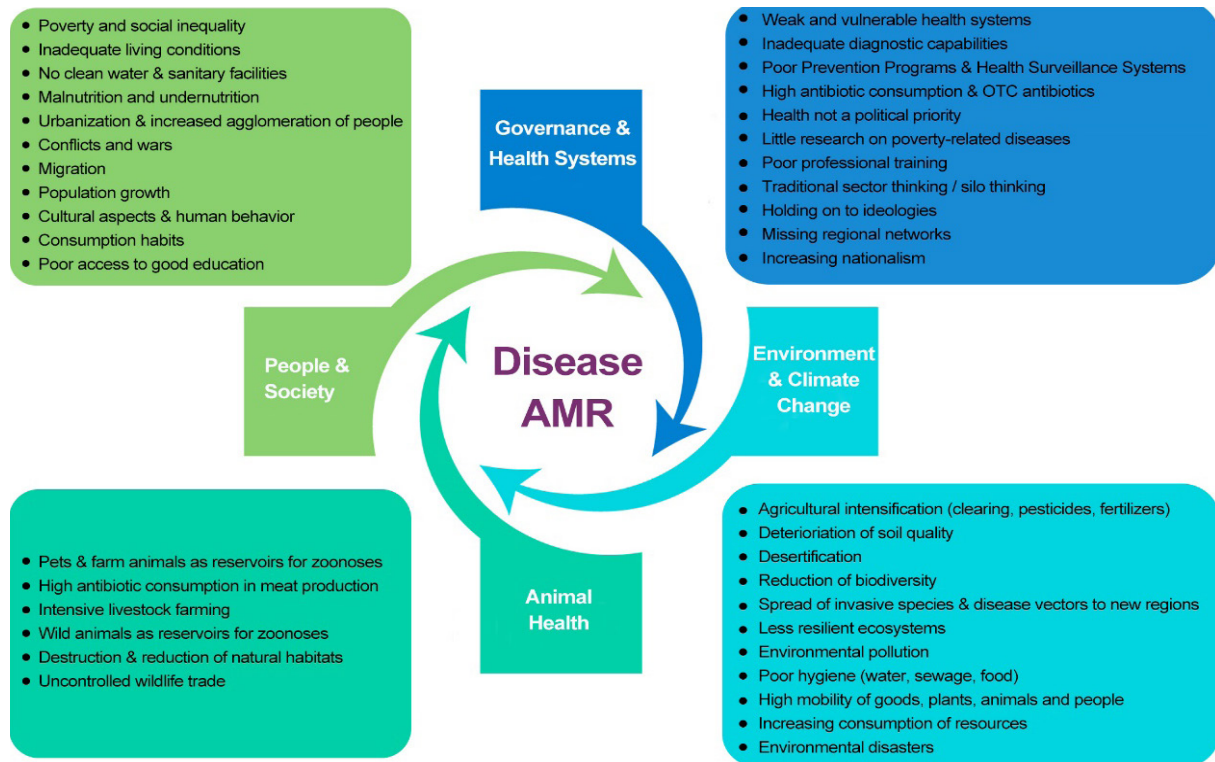 Poverty and social inequality
Inadequate living conditions
No clean water & sanitary facilities
Malnutrition and undernutrition
Urbanization & increased agglomeration of people
Conflicts and wars
Migration
Population growth
Cultural aspects & human behavior
Consumption habits
Poor access to good education
Weak and vulnerable health systems
Inadequate diagnostic capabilities
Poor Prevention Programs & Health Surveillance Systems
High antibiotic consumption & OTC antibiotics
Health not a political priority
Little research on poverty-related diseases
Poor professional training
Traditional sector thinking / silo thinking
Holding on to ideologies
Missing regional networks
Increasing nationalism
Governance &
Health Systems
People &
Society
Disease
AMR
Environment
& Climate
Change
Animal
Health
Pets & farm animals as reservoirs for zoonoses
High antibiotic consumption in meat production
Intensive livestock farming
Wild animals as reservoirs for zoonoses
Destruction & reduction of natural habitats
Uncontrolled wildlife trade
Agricultural intensification (clearing, pesticides, fertilizers)
Deterioriation of soil quality
Desertification
Reduction of biodiversity
Spread of invasive species & disease vectors to new regions
Less resilient ecosystems
Environmental pollution
Poor hygiene (water, sewage, food)
High mobility of goods, plants, animals and people
Increasing consumption of resources
Environmental disasters